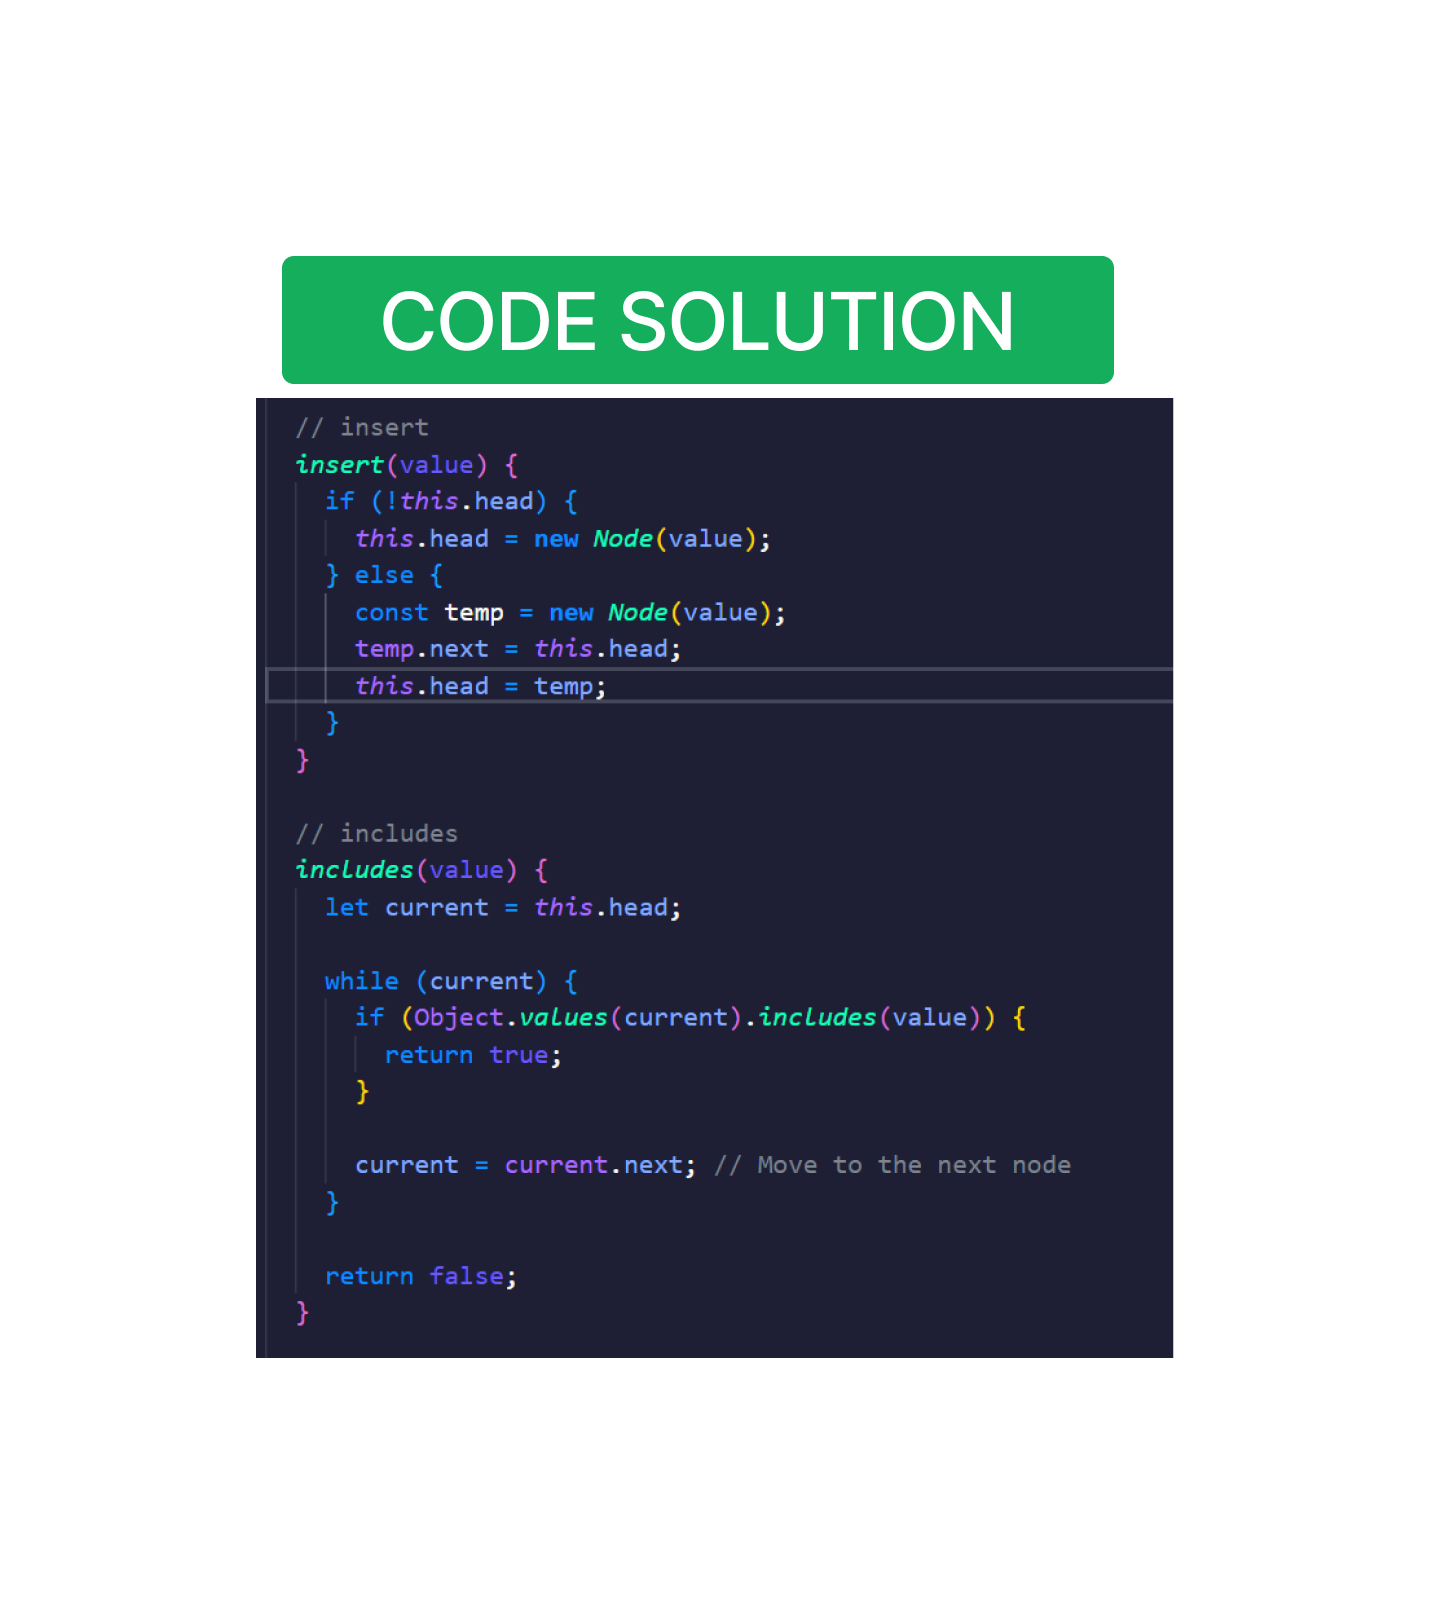 CODE SOLUTION
// insert
insert(value) {
if (!this.head) {
this.head = new Node(value);
} else {
const temp = new Node(value);
temp.next = this.head;
this.head = temp;
}
}
// includes
includes(value) {
let current = this.head;
while (current) {
if (Object.values(current).includes(value)) {
return true;
}
current = current.next; // Move to the next node
}
return false;
}